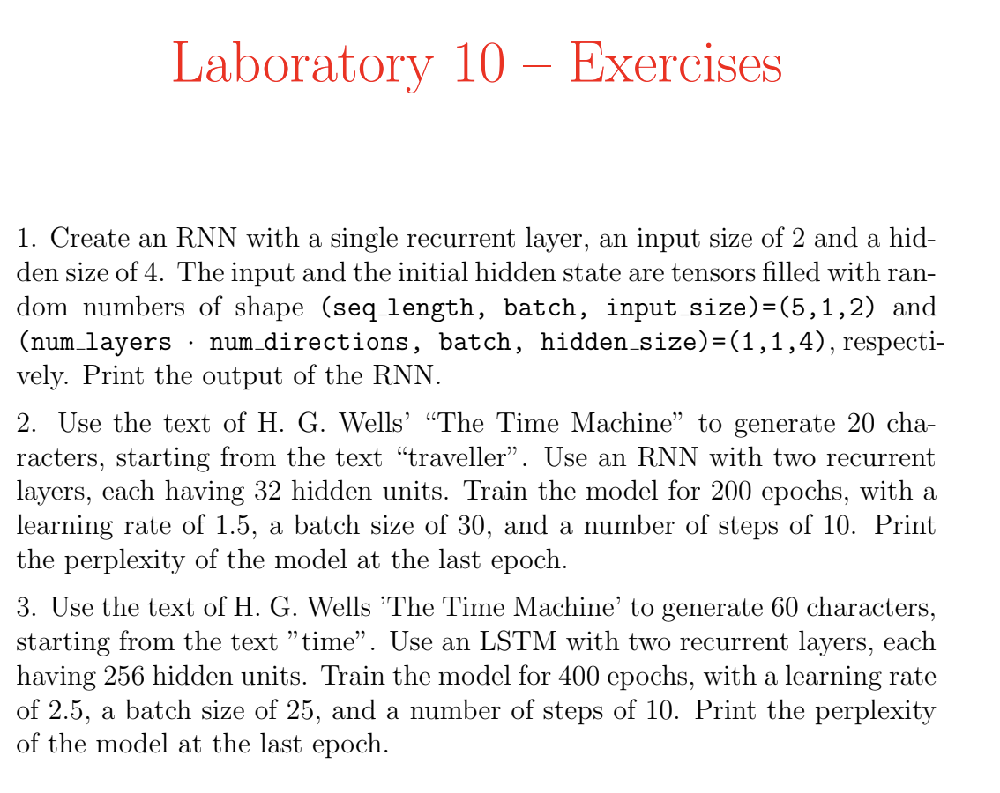 Laboratory 10 – Exercises
1. Create an RNN with a single recurrent layer, an input size of 2 and a hid-
den size of 4. The input and the initial hidden state are tensors filled with ran-
dom numbers of shape (seq_length, batch, input_size)=(5,1,2) and
(num_layers · num_directions, batch, hidden_size)=(1,1,4), respecti-
vely. Print the output of the RNN.
2. Use the text of H. G. Wells’ “The Time Machine” to generate 20 cha-
racters, starting from the text “traveller”. Use an RNN with two recurrent
layers, each having 32 hidden units. Train the model for 200 epochs, with a
learning rate of 1.5, a batch size of 30, and a number of steps of 10. Print
the perplexity of the model at the last epoch.
3. Use the text of H. G. Wells ’The Time Machine’ to generate 60 characters,
starting from the text ”time”. Use an LSTM with two recurrent layers, each
having 256 hidden units. Train the model for 400 epochs, with a learning rate
of 2.5, a batch size of 25, and a number of steps of 10. Print the perplexity
of the model at the last epoch.